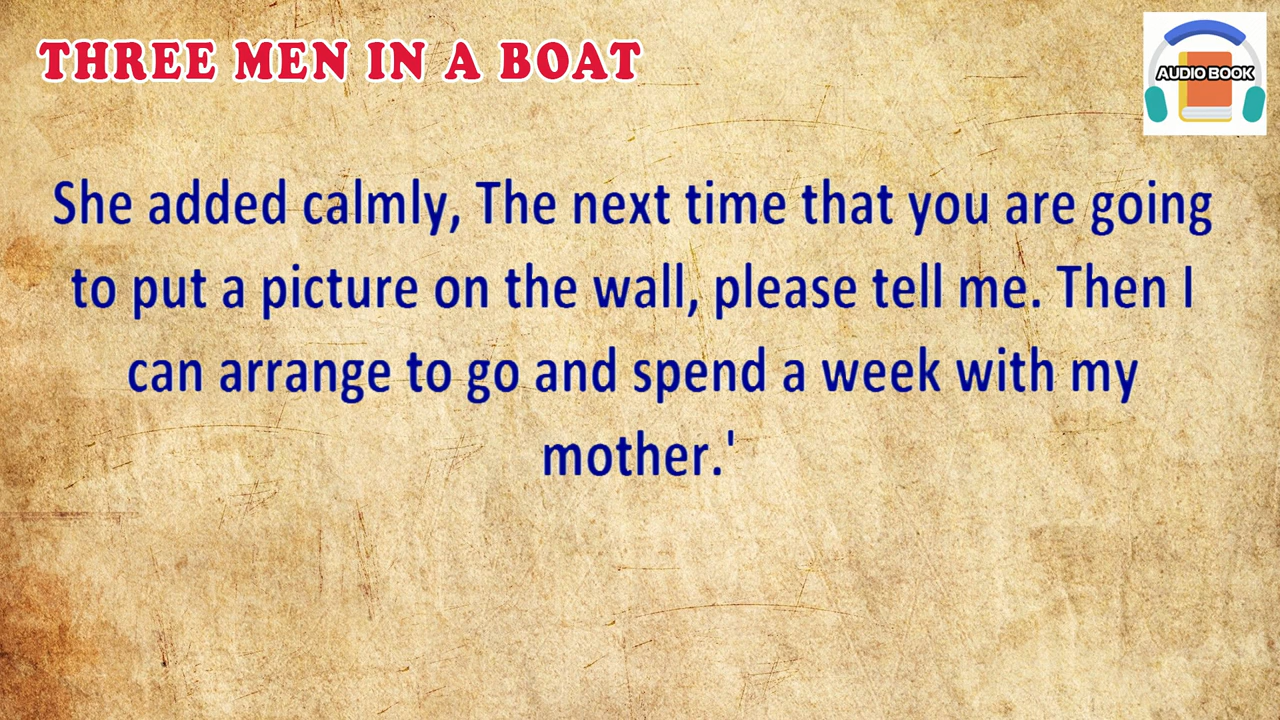 THREE MEN IN A BOAT
AUDIO BOOK
She added calmly, The next time that you are going
to put a picture on the wall, please tell me. Then I
can arrange to go and spend a week with my
mother.'